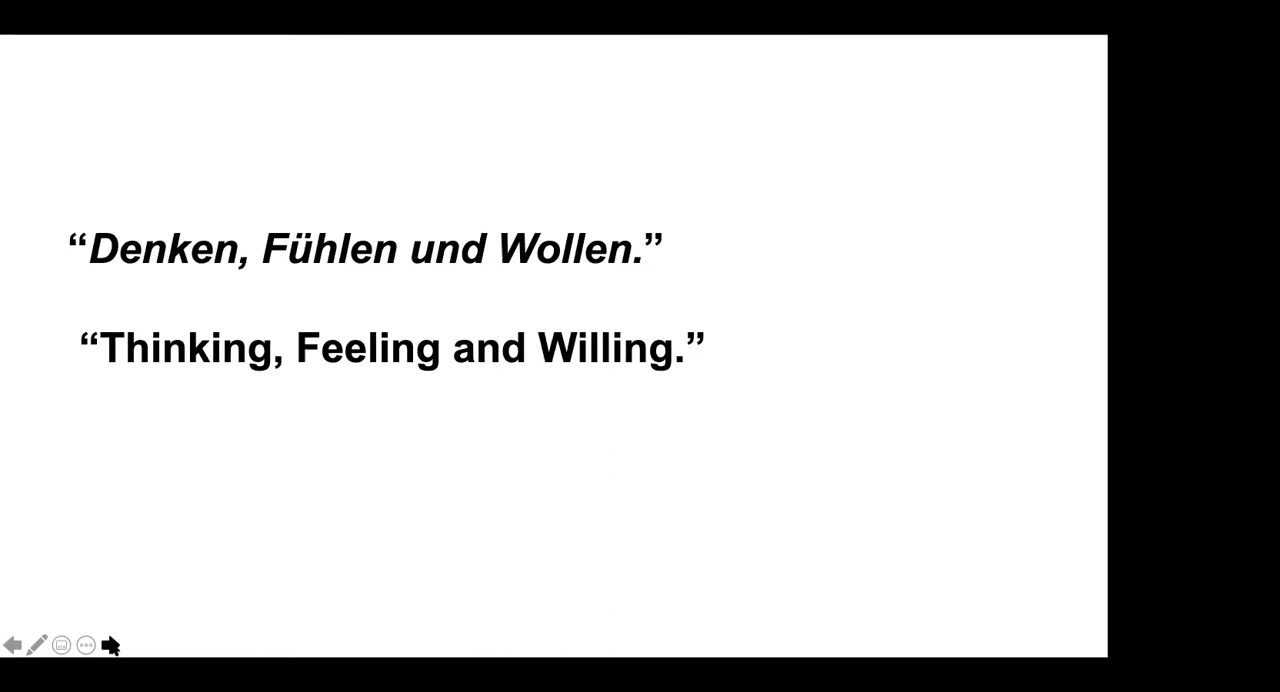 “Denken, Fühlen und Wollen.”
“Thinking, Feeling and Willing.”